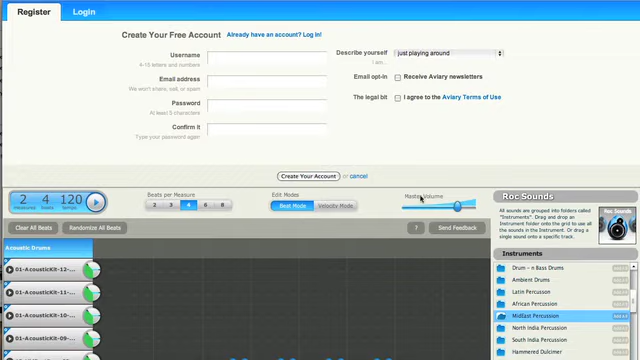 Register LogIn
Create Your Free Account Already have an account? Log in!
Username
4-15 letters and numbers
Email address
We won't share, sell, or spam
Password
At least 5 characters
Confirm it
Type your password again
Describe yourself just playing around
I am...
Email opt-in Receive Aviary newsletters
The legal bit I agree to the Aviary Terms of Use
Create Your Account or cancel
2 4 120
measures beats tempo
Beats per Measure
2 3 4 6 8
Edit Modes
Beat Mode Velocity Mode
Master Volume
Clear All Beats Randomize All Beats ? Send Feedback
Acoustic Drums
01-AcousticKit-12-...
01-AcousticKit-11-...
01-AcousticKit-10-...
01-AcousticKit-09-...
Roc Sounds
All sounds are grouped into folders called
"Instruments". Drag and drop an
Instrument folder onto the grid to use all
the sounds in the Instrument. Or drag a
single sound onto a specific track.
Instruments
Drum - n Bass Drums
Ambient Drums
Latin Percussion
African Percussion
MidEast Percussion
North India Percussion
South India Percussion
Hammered Dulcimer